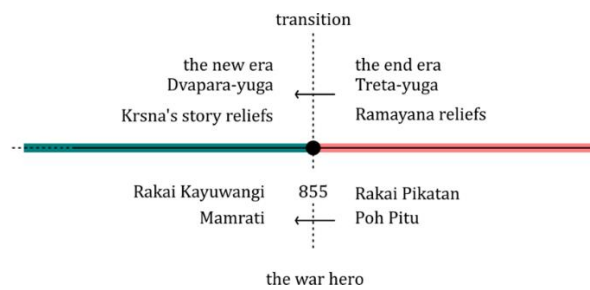 transition
the new era
Dvapara-yuga
the end era
Treta-yuga
Krsna's story reliefs
Ramayana reliefs
Rakai Kayuwangi 855 Rakai Pikatan
Mamrati
Poh Pitu
the war hero